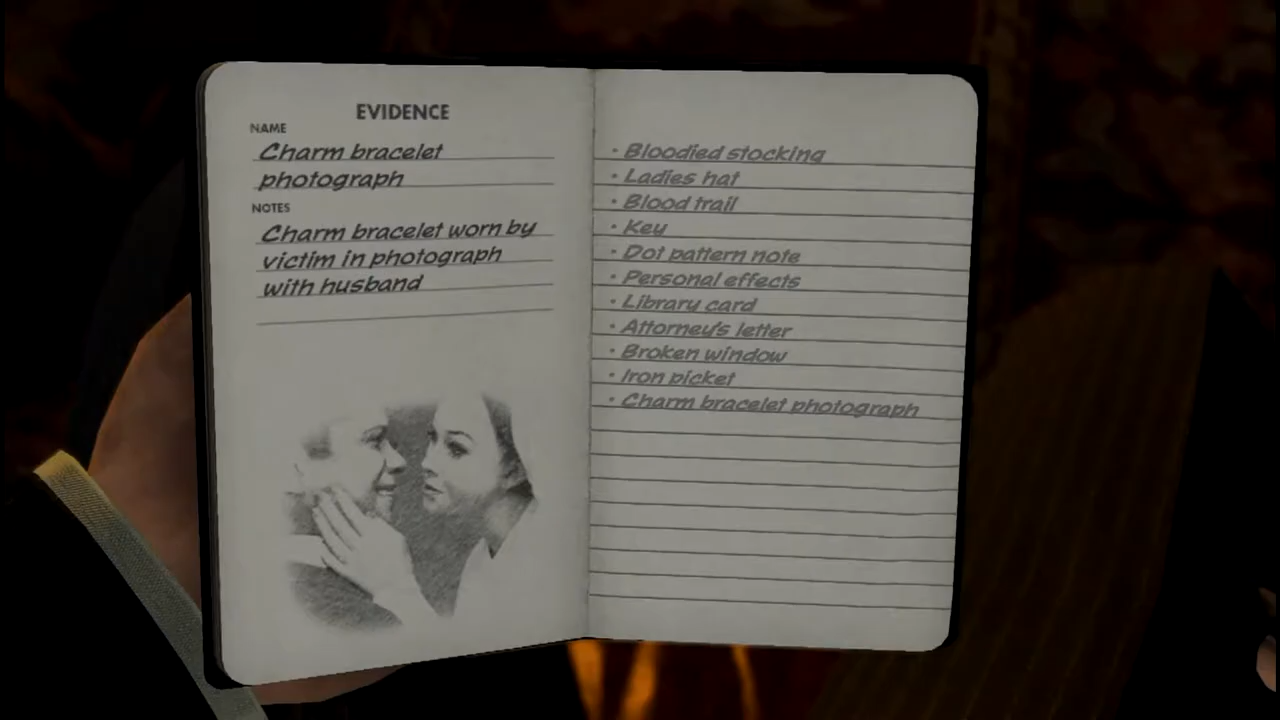 EVIDENCE
NAME
Charm bracelet
photograph
NOTES
Charm bracelet worn by
victim in photograph
with husband
· Bloodied stocking
· Ladies hat
· Blood trail
· Key
· Dot pattern note
· Personal effects
· Library card
· Attorney's letter
· Broken window
· Iron picket
· Charm bracelet photograph